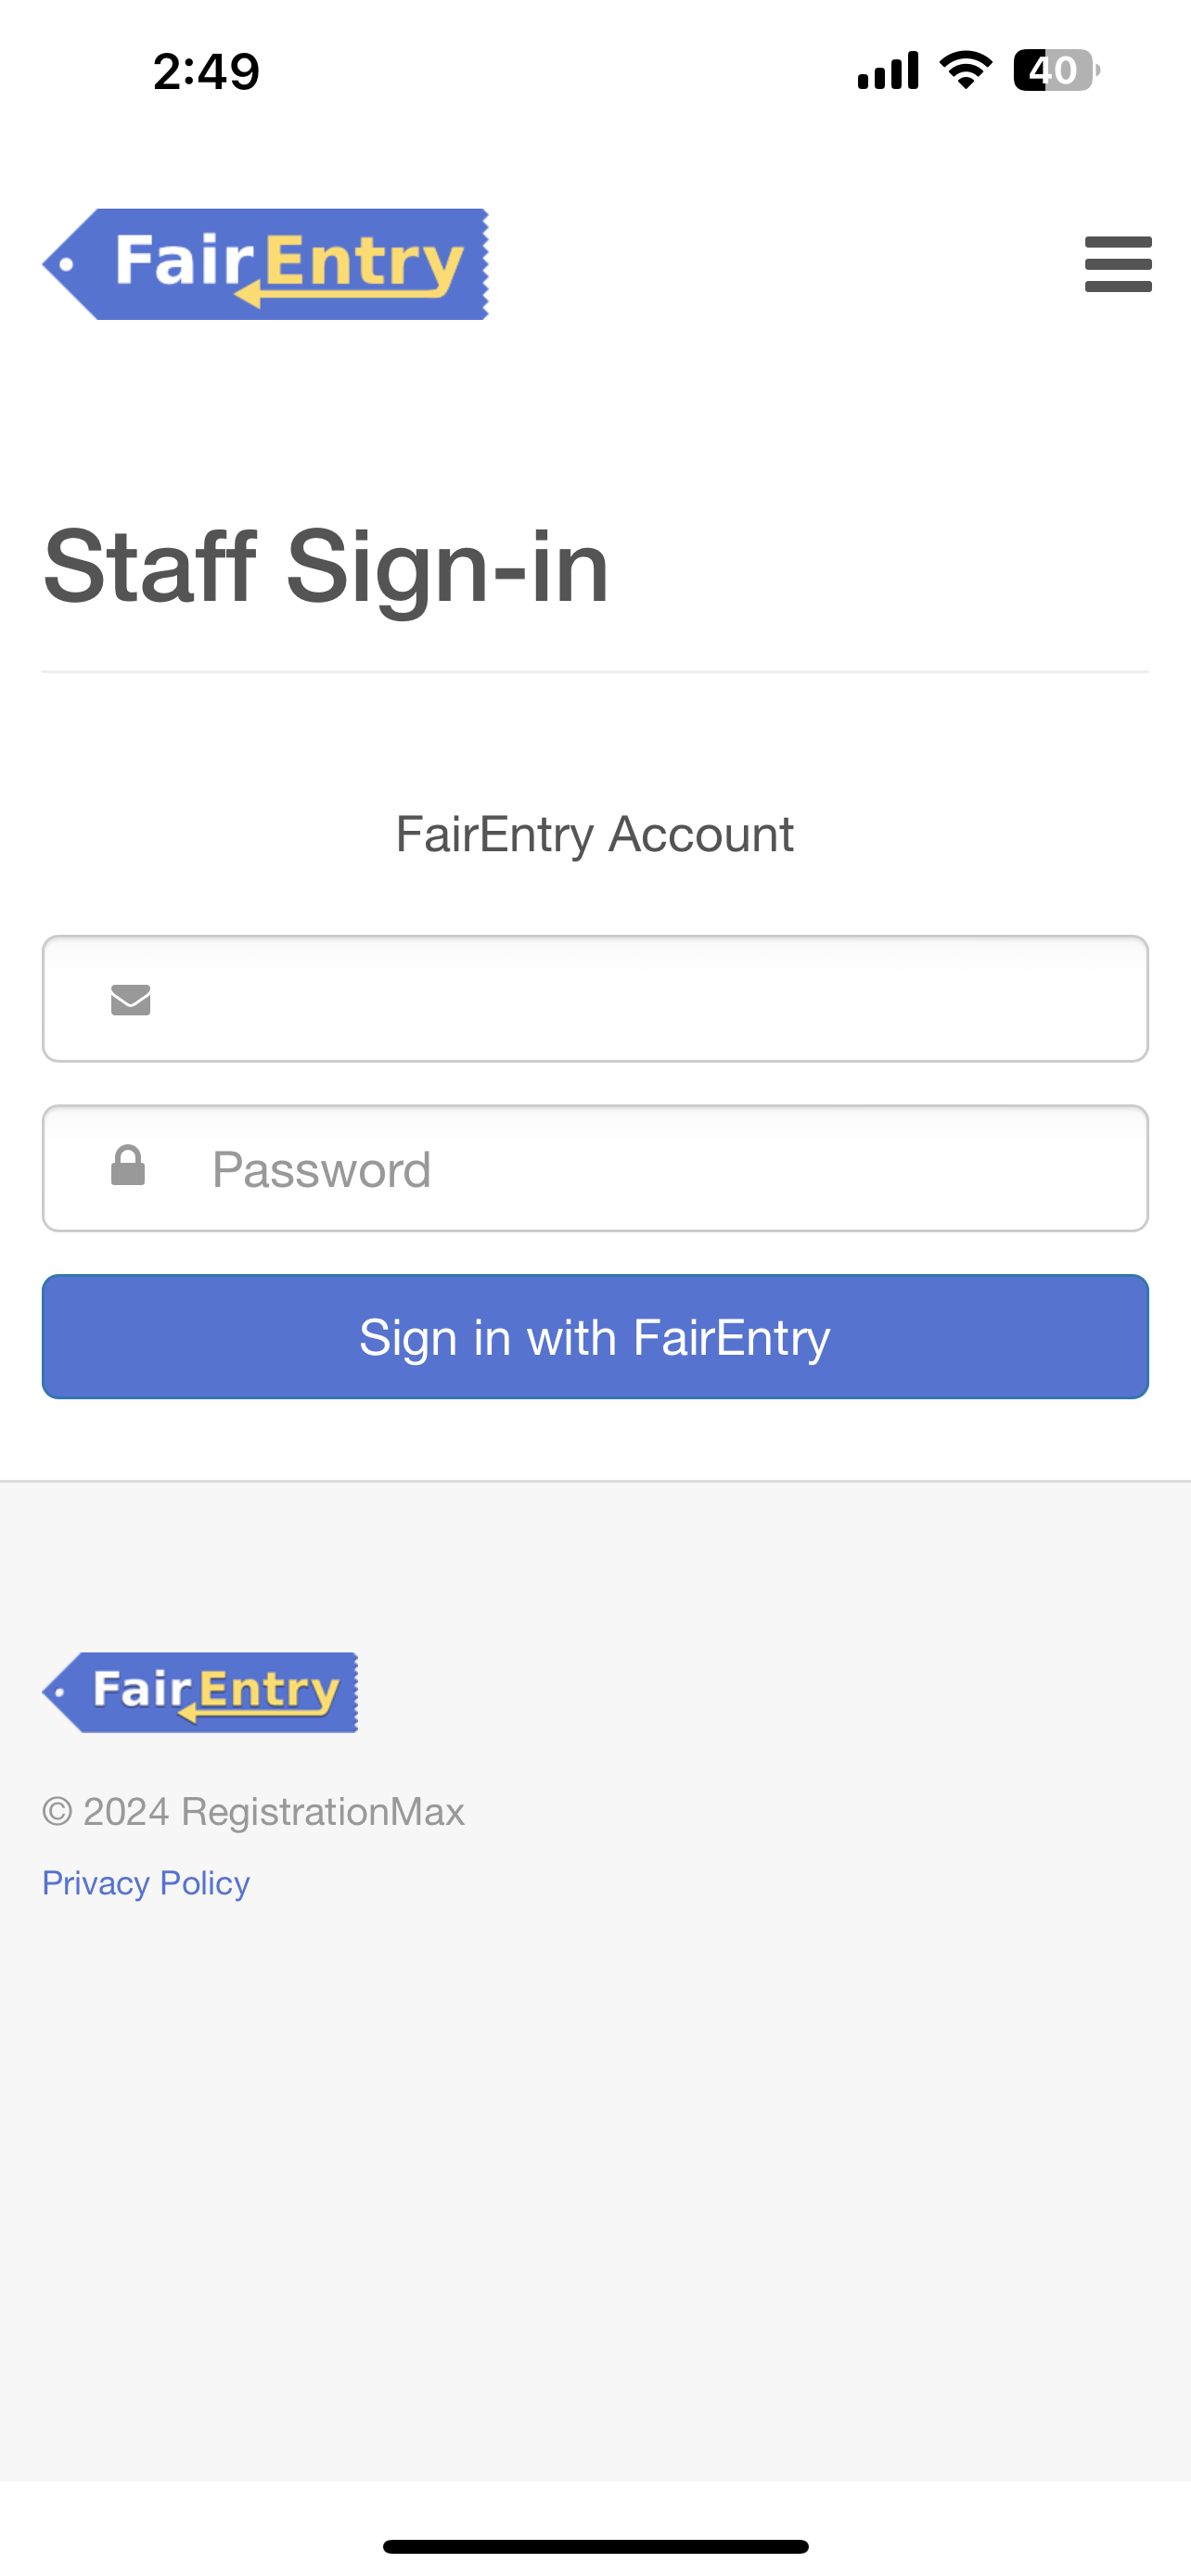 2:49
40
FairEntry
Staff Sign-in
FairEntry Account
Password
Sign in with FairEntry
FairEntry
© 2024 RegistrationMax
Privacy Policy